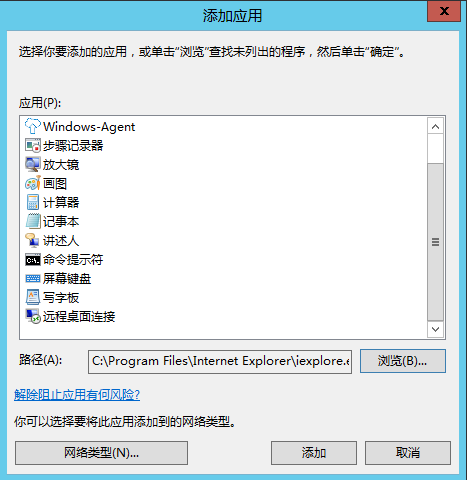 添加应用
x
选择你要添加的应用，或单击"浏览"查找未列出的程序，然后单击"确定"。
应用(P):
Windows-Agent
步骤记录器
放大镜
画图
计算器
记事本
讲述人
C:\.
命令提示符
屏幕键盘
写字板
远程桌面连接
路径(A):
C:\Program Files\Internet Explorer\iexplore.e
浏览(B)...
解除阻止应用有何风险?
你可以选择要将此应用添加到的网络类型。
网络类型(N)...
添加
取消